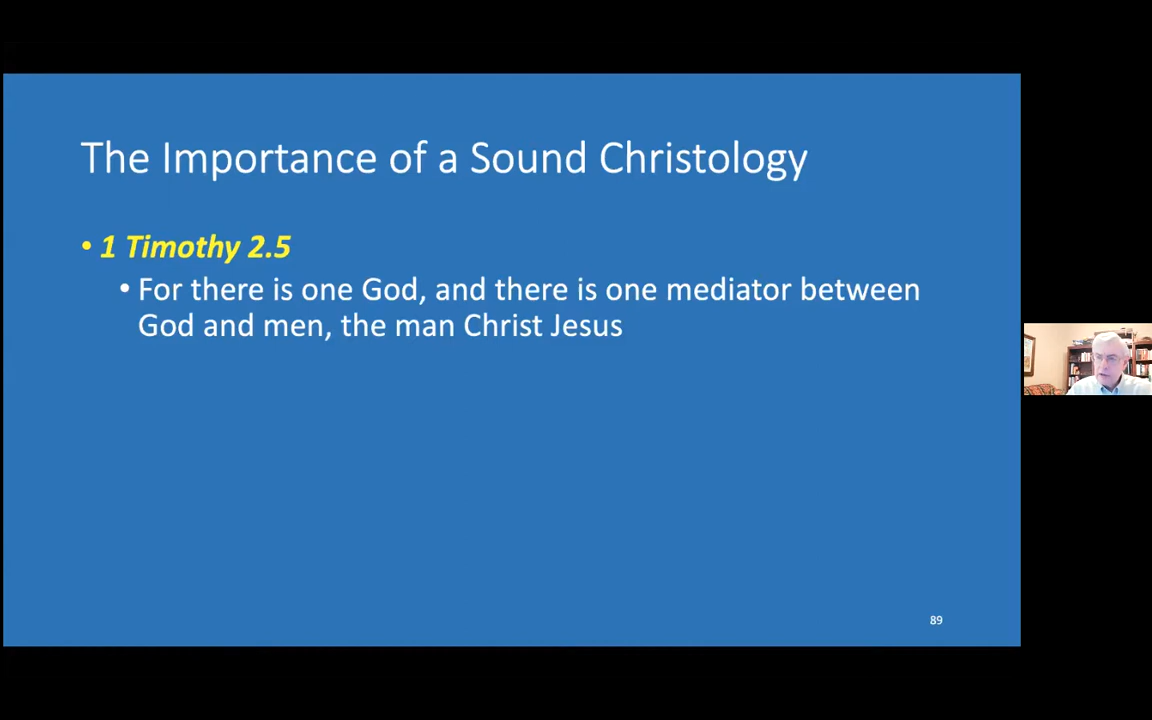 The Importance of a Sound Christology
• 1 Timothy 2.5
• For there is one God, and there is one mediator between
God and men, the man Christ Jesus
89